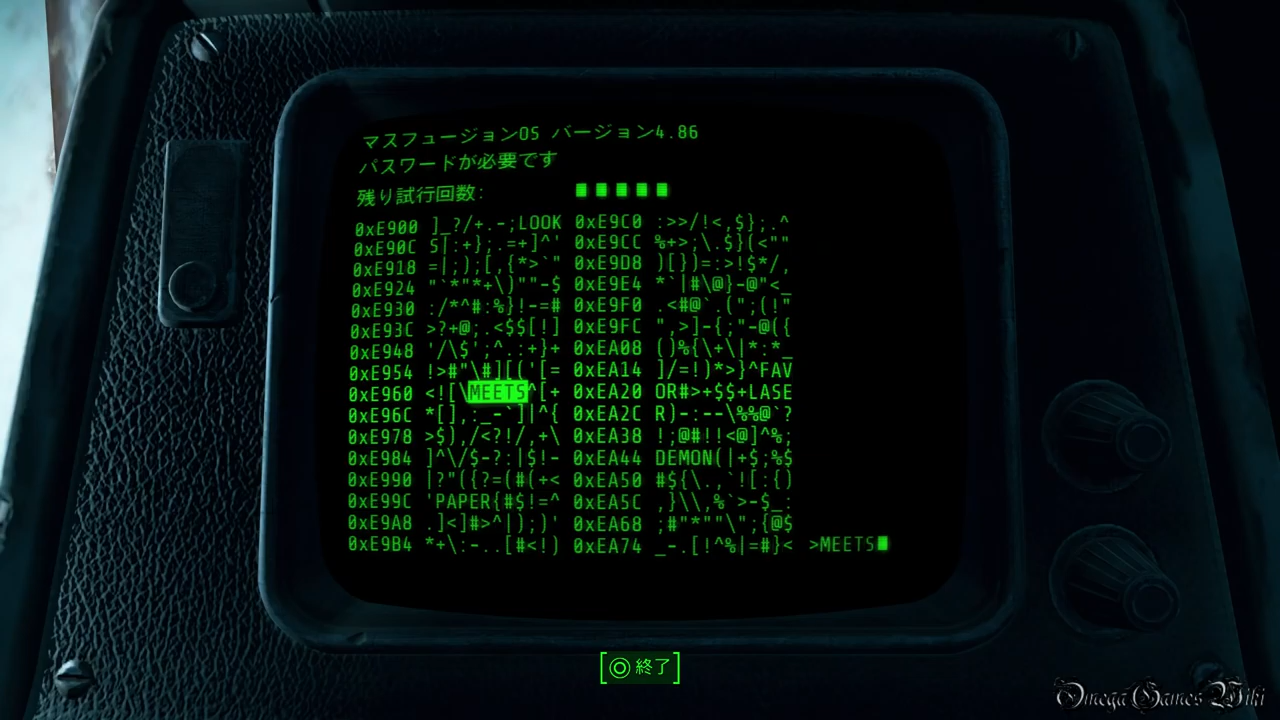 マスフュージョンOS バージョン4.86
パスワードが必要です
残り試行回数: ■ ■ ■ ■ ■
0xE900 ]_?/+.-;LOOK 0xE9C0 :>>/!<,$};.^
0xE90C S|:+};.=+]^' 0xE9CC %+>;\.$}(<""
0xE918 =|;);[,{*>`" 0xE9D8 )[})=:>!$*/,
0xE924 "`*"*+\)""-$ 0xE9E4 *`|#\@}-@"<_
0xE930 :/*^#:%}!-=# 0xE9F0 .<#@`.(";(!"
0xE93C >?+@;.<$$[!] 0xE9FC ",>]-{;"-@({
0xE948 '/\$';^.:+}+ 0xEA08 ()%{\+\|*:*_
0xE954 !>#"\#][('[= 0xEA14 ]/=!)*>}^FAV
0xE960 <![\MEETS^[+ 0xEA20 OR#>+$$+LASE
0xE96C *[],:_-`]|^{ 0xEA2C R)-:--\%%@`?
0xE978 >$),/<?!/,+\ 0xEA38 !;@#!!<@]^%;
0xE984 ]^\/$-?:|$!- 0xEA44 DEMON(|+$;%$
0xE990 |?"({?=(#(+< 0xEA50 #${\.,`![:{)
0xE99C 'PAPER{#$!=^ 0xEA5C ,}\\,%`>-$_:
0xE9A8 .]<]#>^|);)' 0xEA68 ;#"*""\";{@$
0xE9B4 *+\:-..[#<!) 0xEA74 _-.[!^%|=#}< >MEETS■
[◎ 終了]
Omega Games Wiki